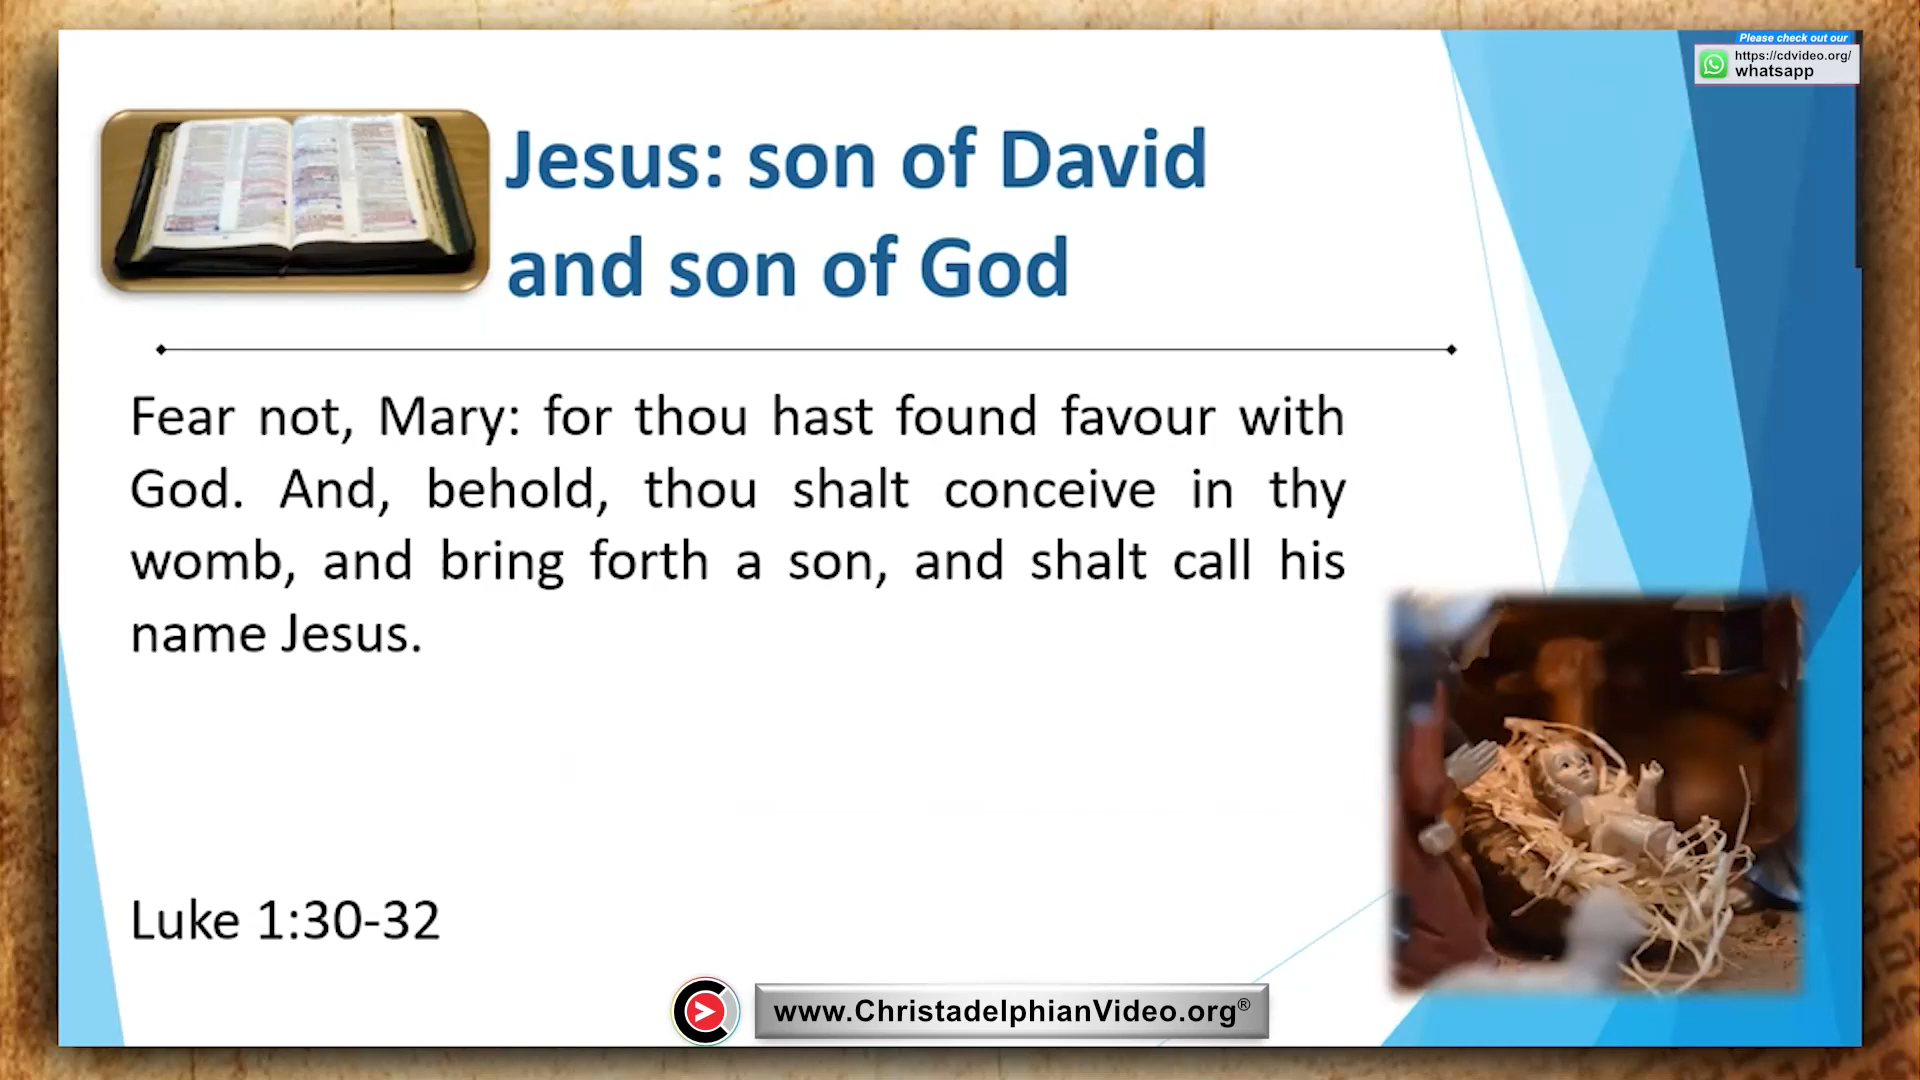 Please check out our
https://cdvideo.org/
whatsapp
Jesus: son of David
and son of God
Fear not, Mary: for thou hast found favour with
God. And, behold, thou shalt conceive in thy
womb, and bring forth a son, and shalt call his
name Jesus.
Luke 1:30-32
www.ChristadelphianVideo.org®